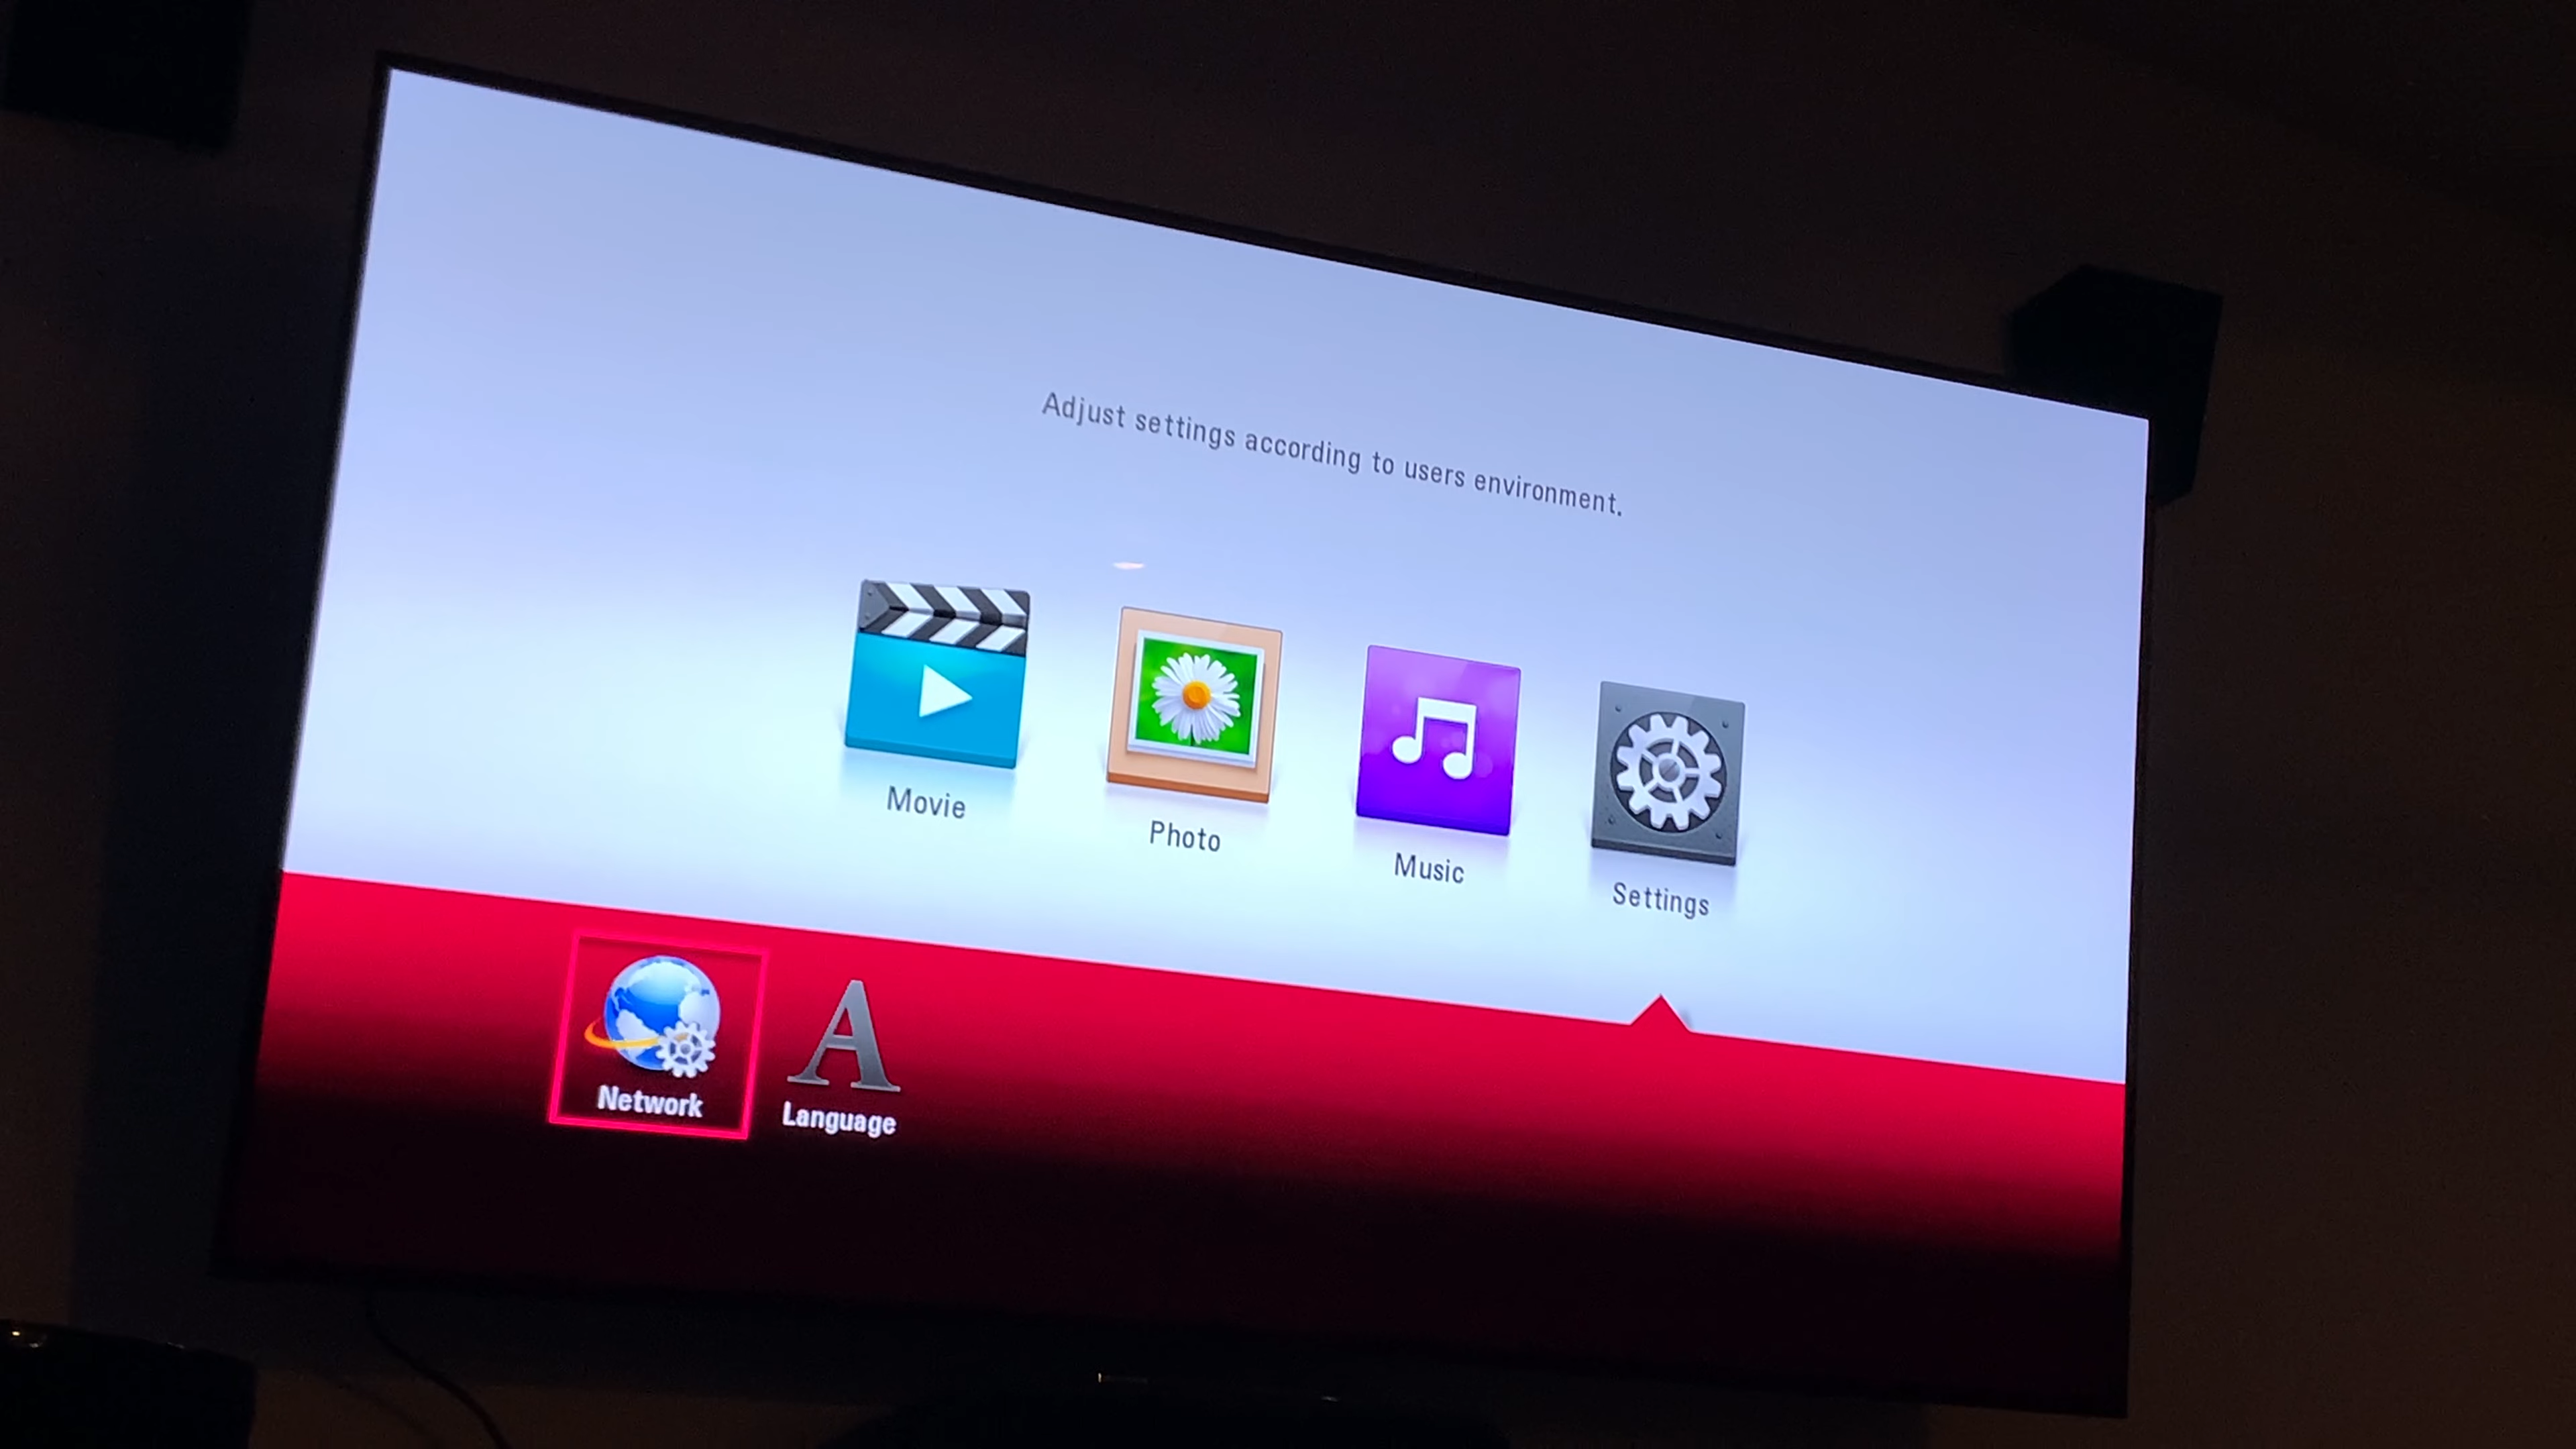 Adjust settings according to users environment.
Movie
Photo
Music
Settings
Network
Language